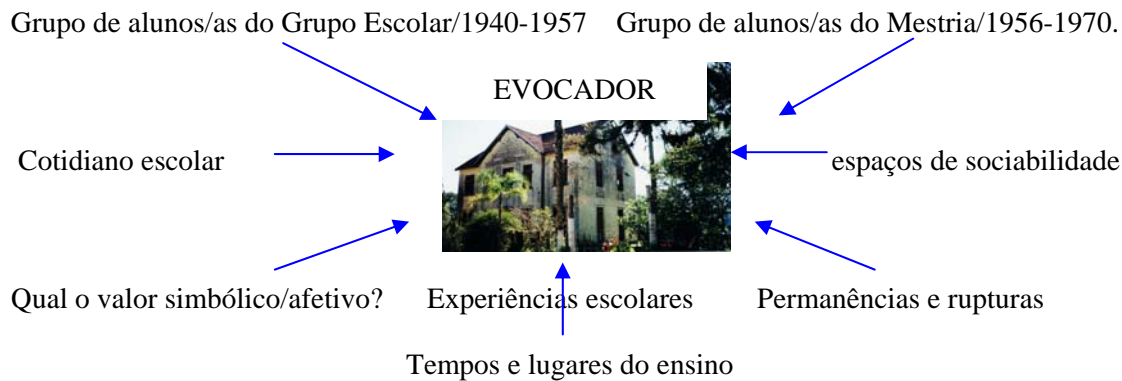 Grupo de alunos/as do Grupo Escolar/1940-1957 Grupo de alunos/as do Mestria/1956-1970.
EVOCADOR
Cotidiano escolar espaços de sociabilidade
Qual o valor simbólico/afetivo? Experiências escolares Permanências e rupturas
Tempos e lugares do ensino